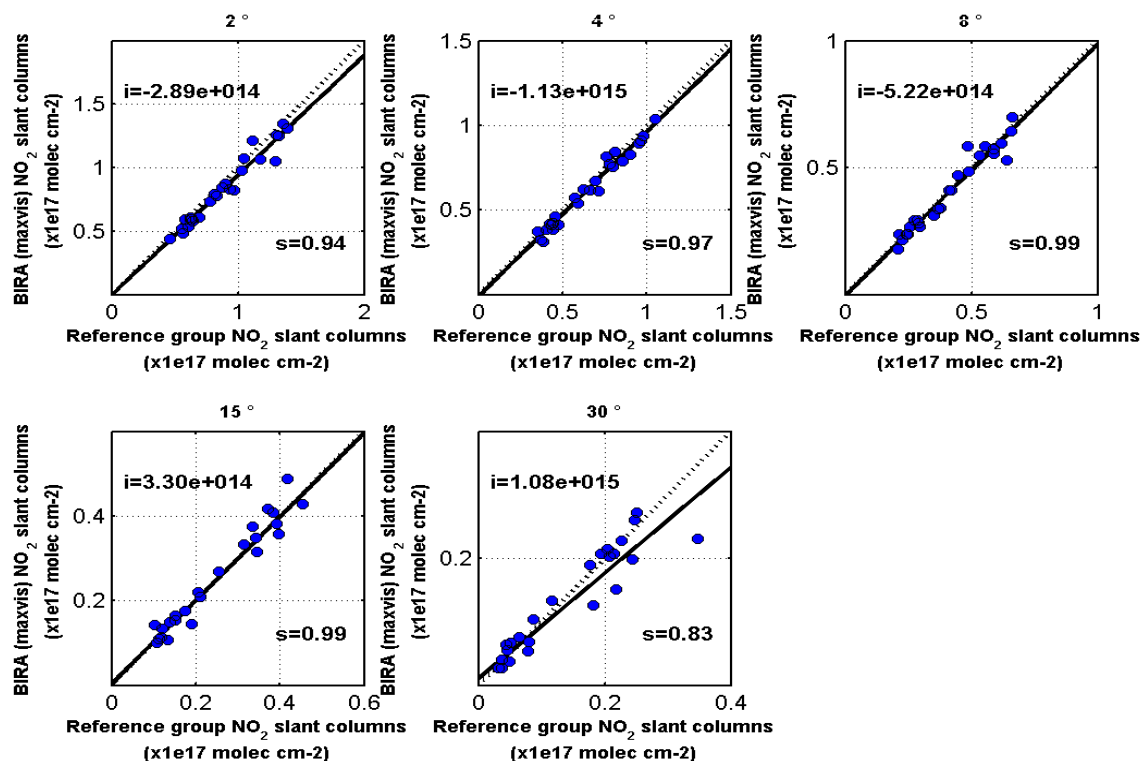 2 °
BIRA (maxvis) NO2 slant columns
(x1e17 molec cm-2)
1.5
1
0.5
i=-2.89e+014
s=0.94
0 1 2
Reference group NO2 slant columns
(x1e17 molec cm-2)
4 °
BIRA (maxvis) NO2 slant columns
(x1e17 molec cm-2)
1.5
1
0.5
i=-1.13e+015
s=0.97
0 0.5 1 1.5
Reference group NO2 slant columns
(x1e17 molec cm-2)
8 °
BIRA (maxvis) NO2 slant columns
(x1e17 molec cm-2)
1
0.5
i=-5.22e+014
s=0.99
0 0.5 1
Reference group NO2 slant columns
(x1e17 molec cm-2)
15 °
BIRA (maxvis) NO2 slant columns
(x1e17 molec cm-2)
0.4
0.2
i=3.30e+014
s=0.99
0 0.2 0.4 0.6
Reference group NO2 slant columns
(x1e17 molec cm-2)
30 °
BIRA (maxvis) NO2 slant columns
(x1e17 molec cm-2)
0.2
i=1.08e+015
s=0.83
0 0.2 0.4
Reference group NO2 slant columns
(x1e17 molec cm-2)